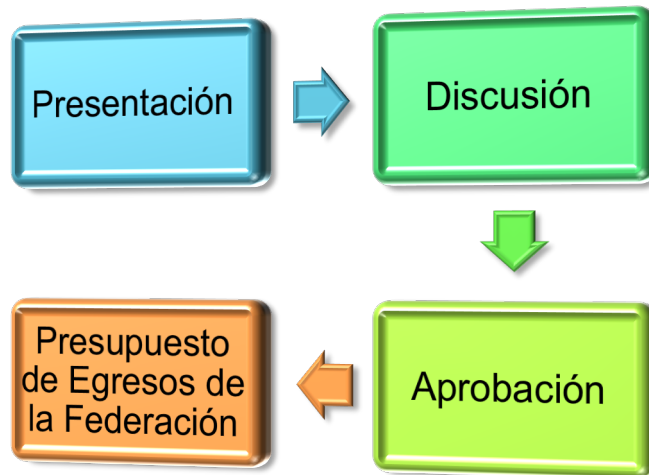 Presentación
Discusión
Aprobación
Presupuesto
de Egresos de
la Federación